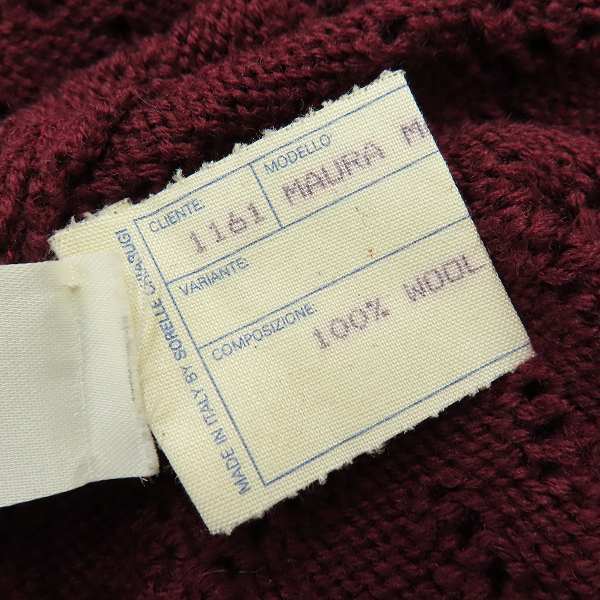 CLIENTE:
1161
MODELLO
MAURA M
VARIANTE:
COMPOSIZIONE:
100% WOOL
MADE IN ITALY BY SORELLE